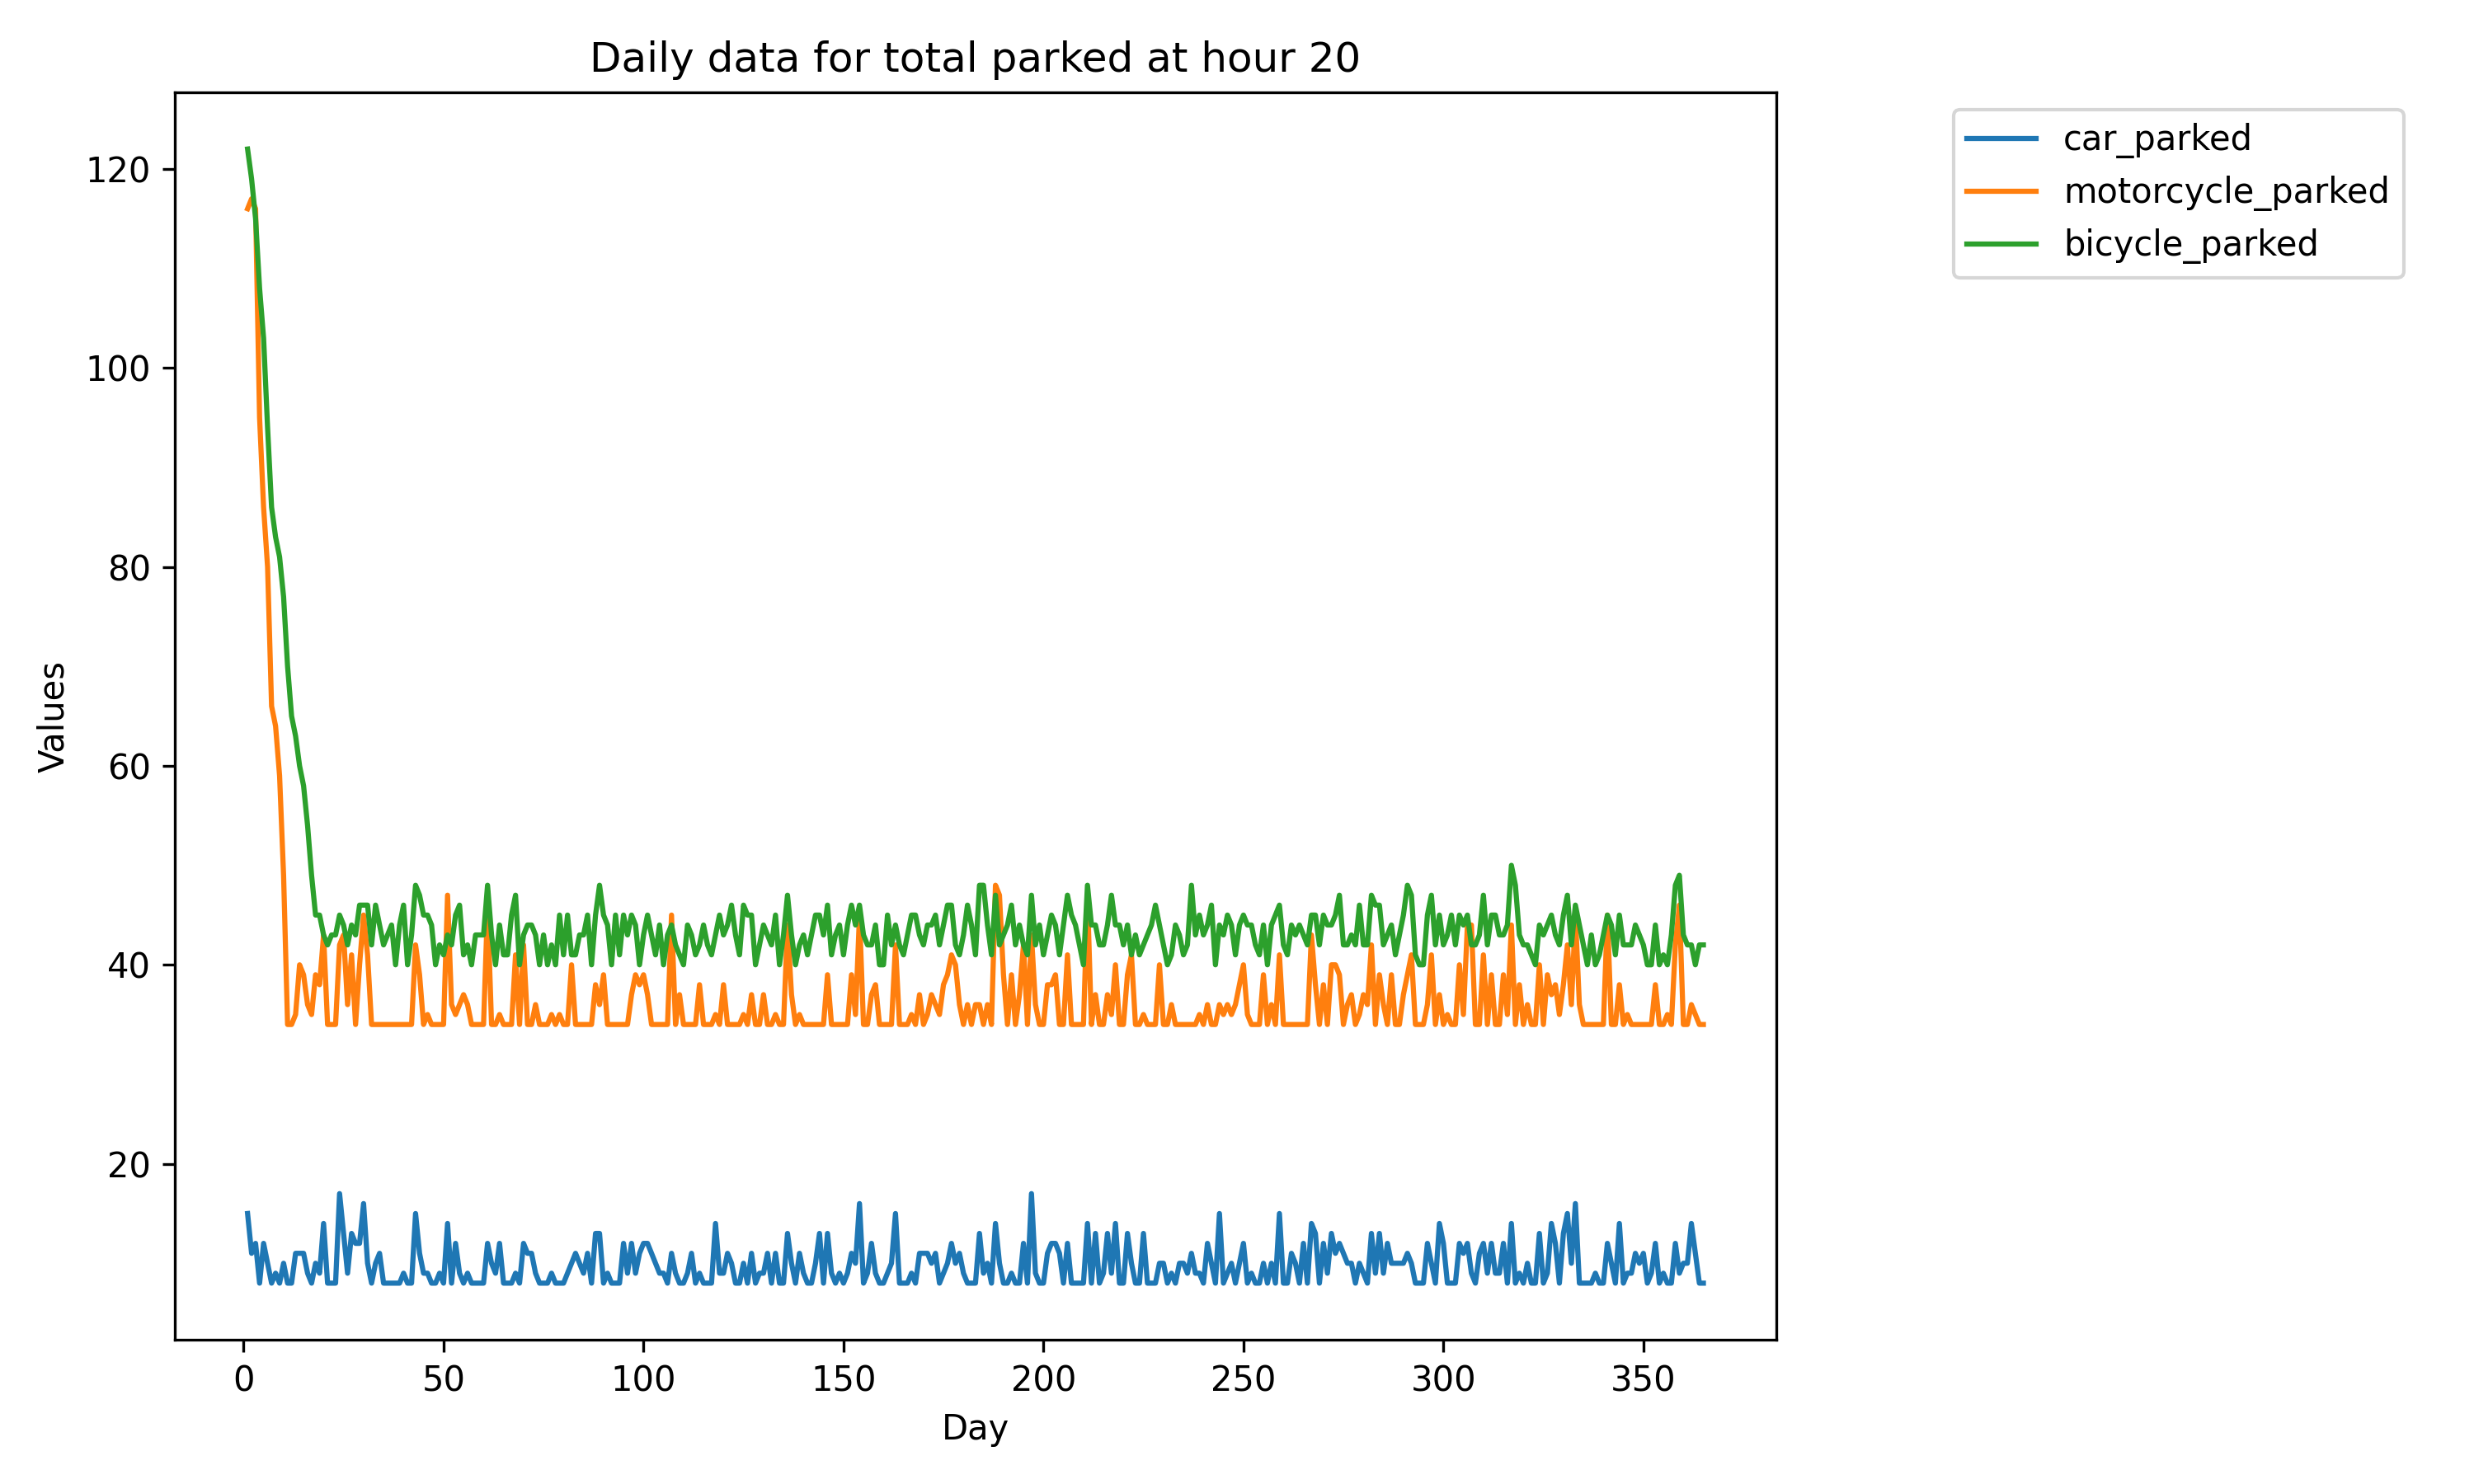 Daily data for total parked at hour 20
car_parked
motorcycle_parked
bicycle_parked
120
100
80
60
40
20
Values
0 50 100 150 200 250 300 350
Day